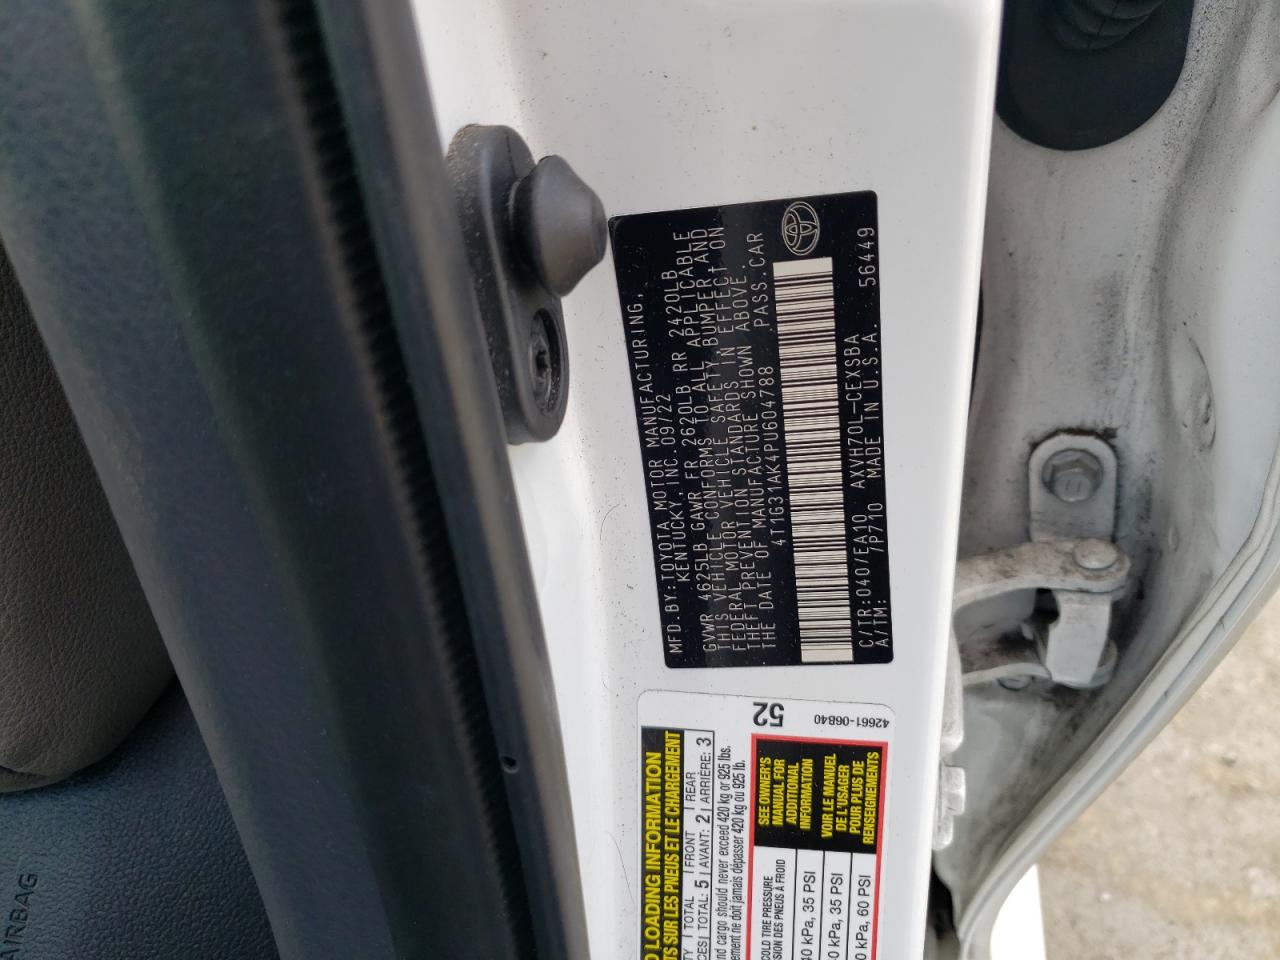 MFD.BY:TOYOTA MOTOR MANUFACTURING,
KENTUCKY, INC. 09/22
GVWR 4625LB GAWR FR 2620LB RR 2420LB
THIS VEHICLE CONFORMS TO ALL APPLICABLE
FEDERAL MOTOR VEHICLE SAFETY,BUMPER,AND
THEFT PREVENTION STANDARDS IN EFFECT ON
THE DATE OF MANUFACTURE SHOWN ABOVE.
4T1G31AK4PU604788 PASS.CAR
C/TR:040/EA10 AXVH70L-CEXSBA 56449
A/TM: /P710 MADE IN U.S.A.
52
42661-06B40
LOADING INFORMATION
SUR LES PNEUS ET LE CHARGEMENT
TOTAL FRONT REAR
TOTAL: 5 AVANT: 2 ARRIÈRE: 3
cargo should never exceed 420 kg or 925 lbs.
ne doit jamais dépasser 420 kg ou 925 lb.
SEE OWNER'S
MANUAL FOR
ADDITIONAL
INFORMATION
VOIR LE MANUEL
DE L'USAGER
POUR PLUS DE
RENSEIGNEMENTS
COLD TIRE PRESSURE
DES PNEUS À FROID
kPa, 35 PSI
kPa, 35 PSI
kPa, 60 PSI
AIRBAG